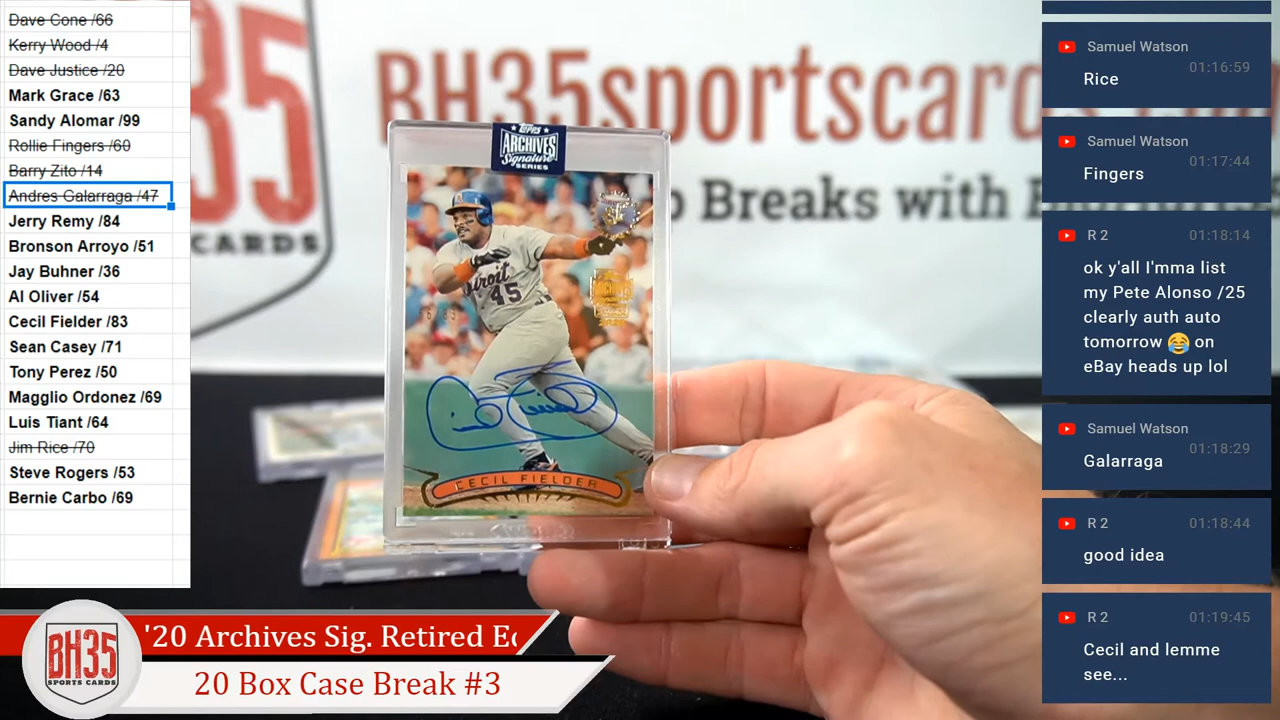 Dave Cone /66
Kerry Wood /4
Dave Justice /20
Mark Grace /63
Sandy Alomar /99
Rollie Fingers /60
Barry Zito /14
Andres Galarraga /47
Jerry Remy /84
Bronson Arroyo /51
Jay Buhner /36
Al Oliver /54
Cecil Fielder /83
Sean Casey /71
Tony Perez /50
Magglio Ordonez /69
Luis Tiant /64
Jim Rice /70
Steve Rogers /53
Bernie Carbo /69
35
CARDS
BH35sportscards.com
Breaks with
TOPPS
ARCHIVES
Signature
SERIES
Detroit
45
CECIL FIELDER
Samuel Watson
01:16:59
Rice
Samuel Watson
01:17:44
Fingers
R 2
01:18:14
ok y'all I'mma list
my Pete Alonso /25
clearly auth auto
tomorrow 😂 on
eBay heads up lol
Samuel Watson
01:18:29
Galarraga
R 2
01:18:44
good idea
R 2
01:19:45
Cecil and lemme
see...
BH35
SPORTS CARDS
'20 Archives Sig. Retired Ed
20 Box Case Break #3